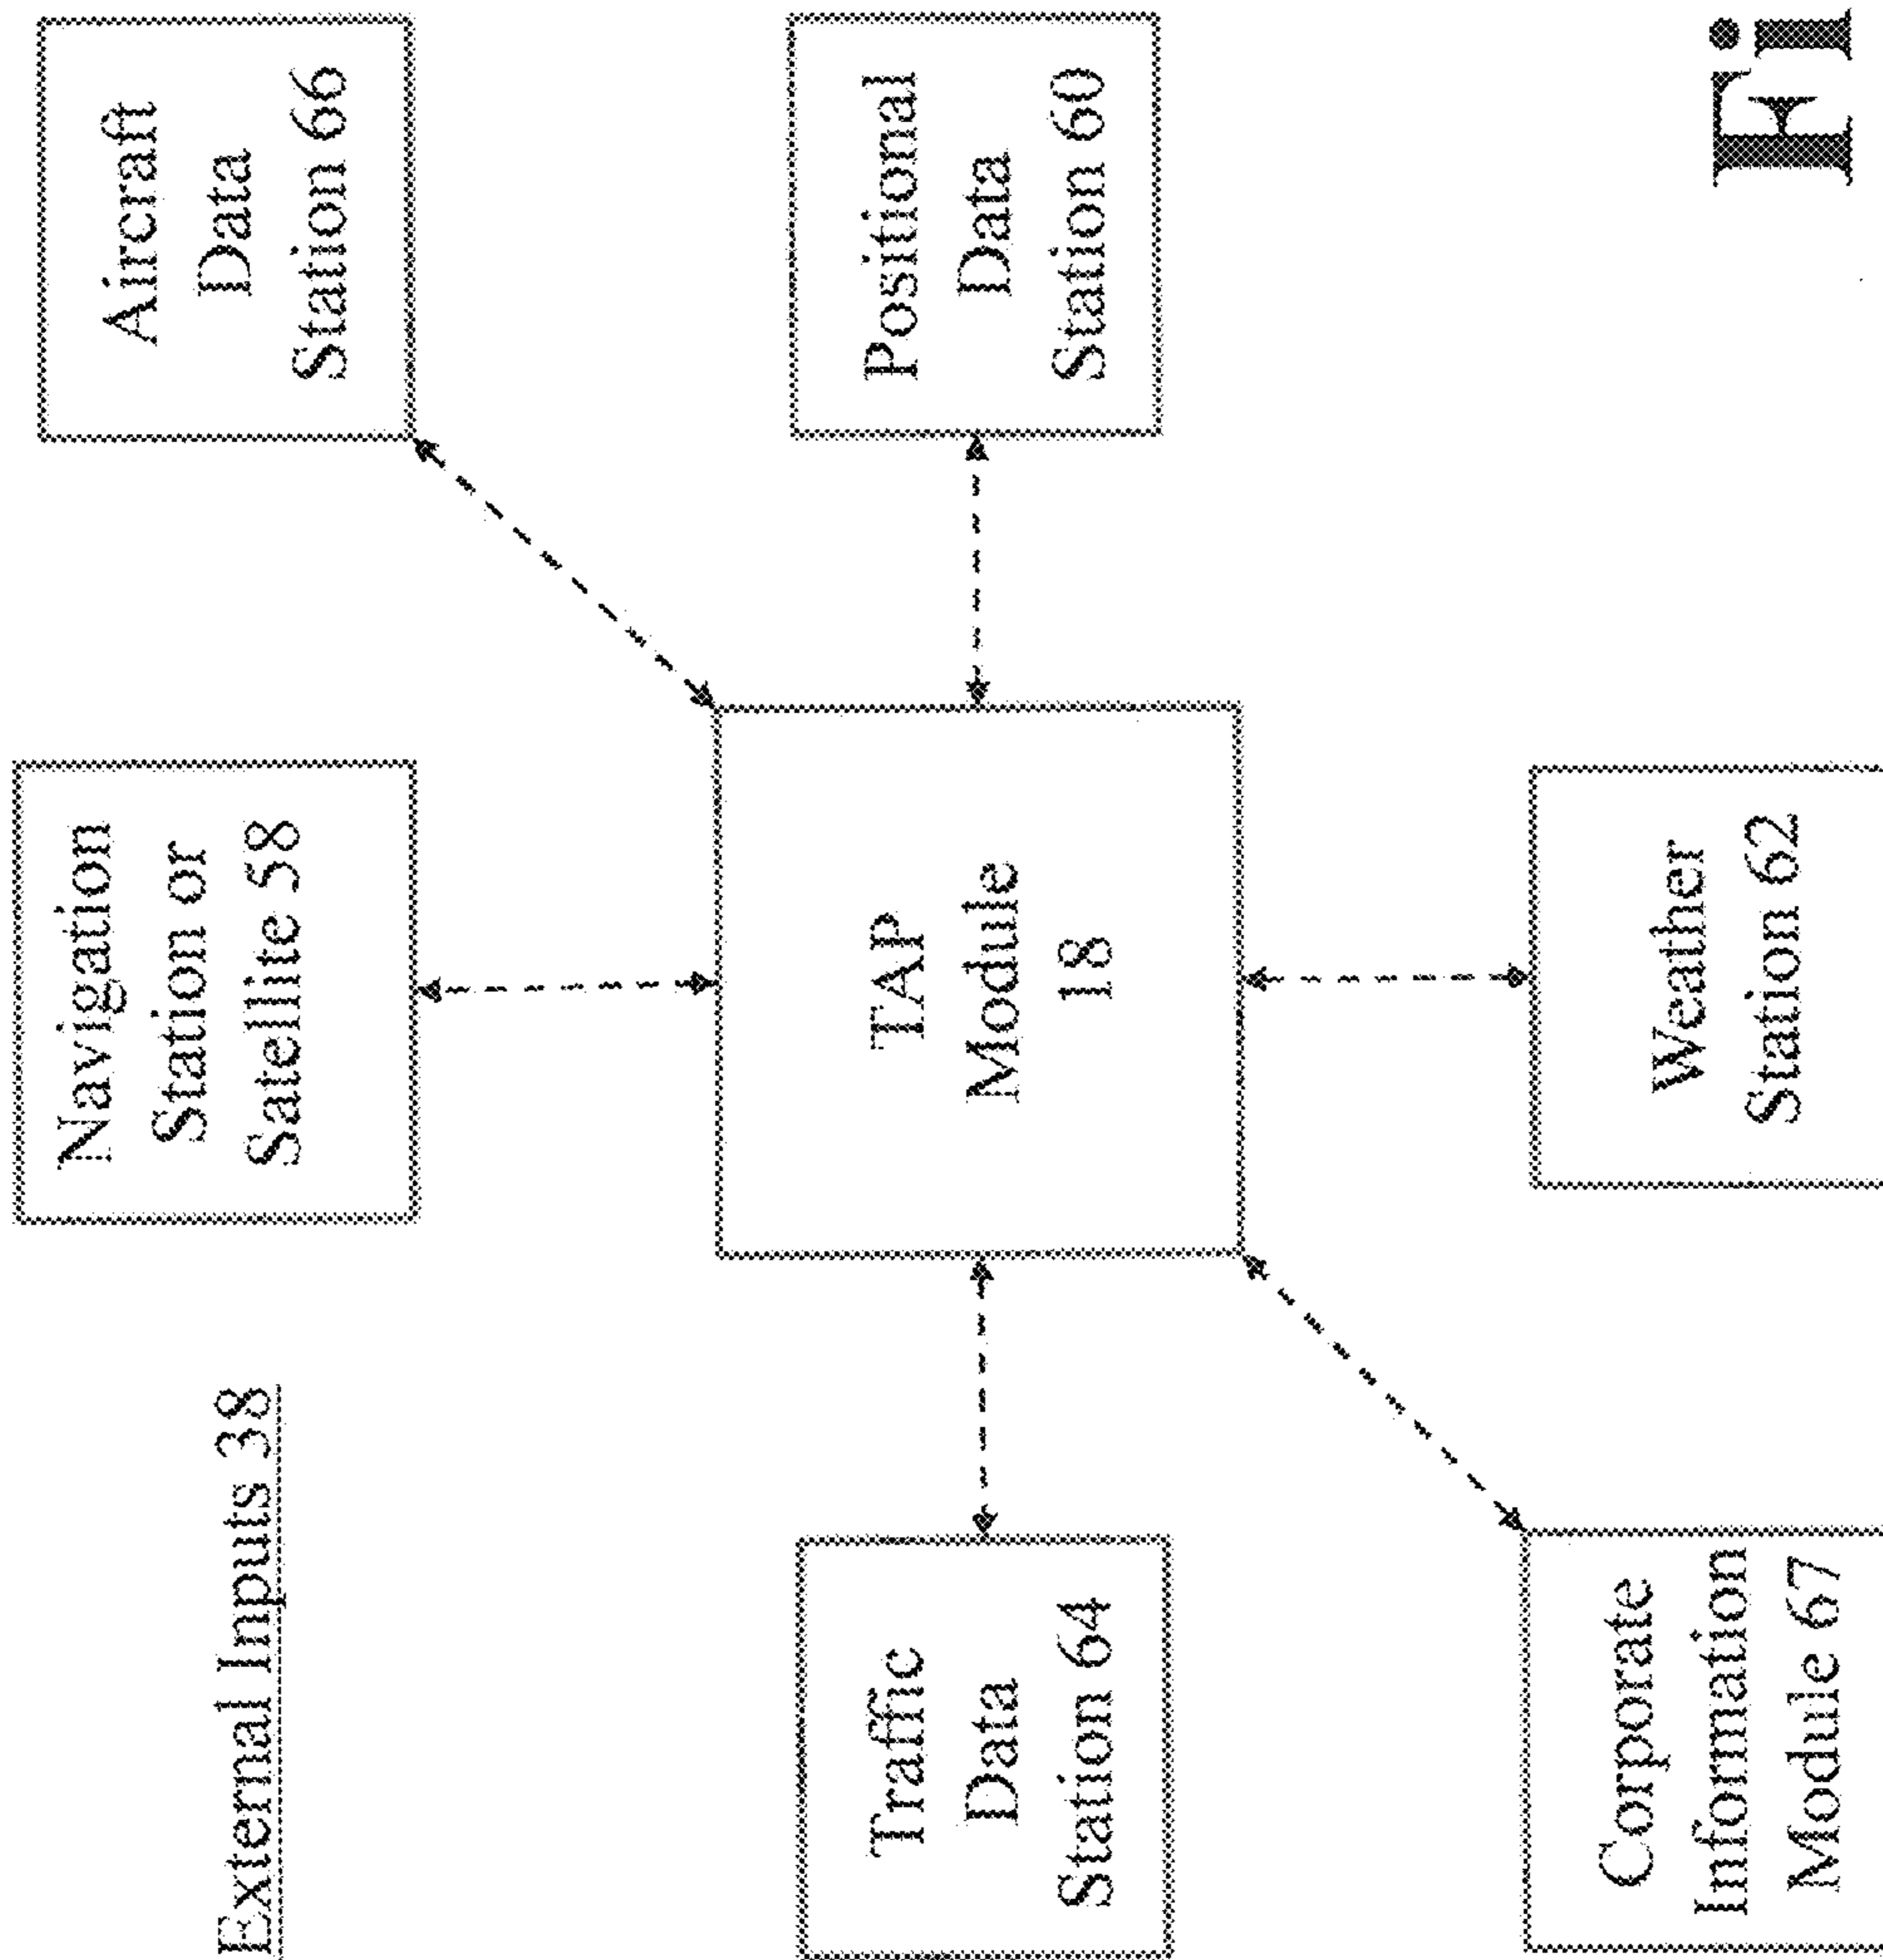 External Inputs 38
Navigation
Station or
Satellite 58
Aircraft
Data
Station 66
Traffic
Data
Station 64
TAP
Module
18
Positional
Data
Station 60
Corporate
Information
Module 67
Weather
Station 62
Fi